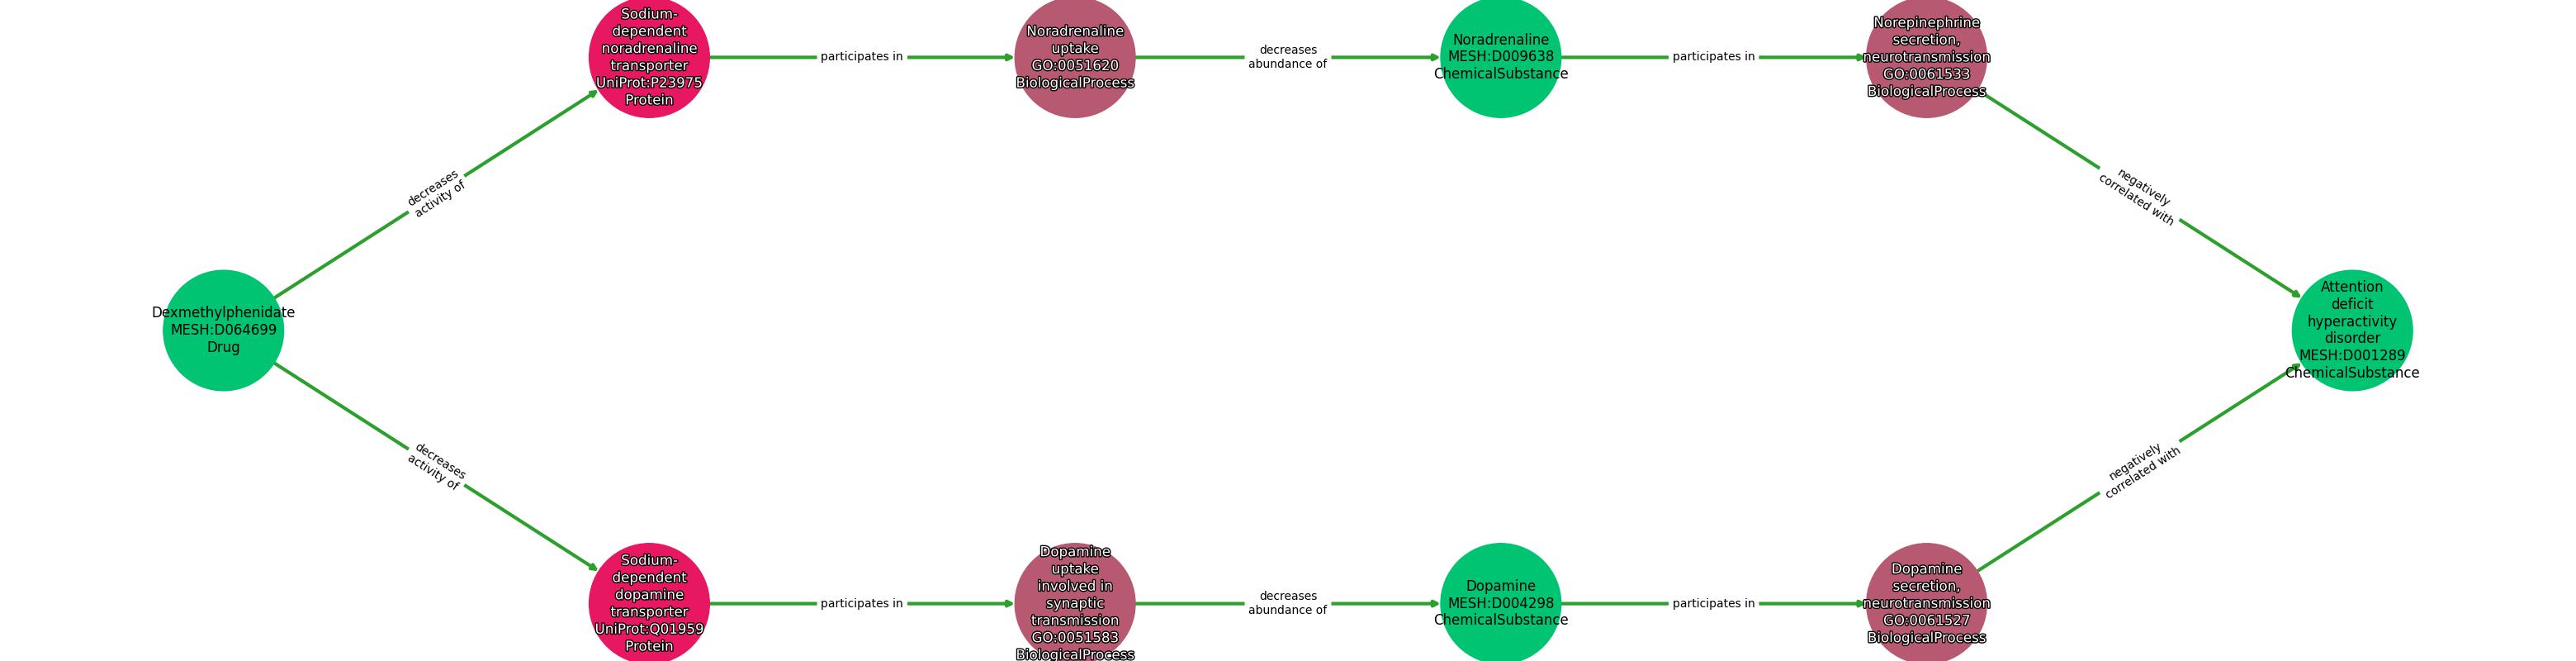 Sodium-
dependent
noradrenaline
transporter
UniProt:P23975
Protein
participates in
Noradrenaline
uptake
GO:0051620
BiologicalProcess
decreases
abundance of
Noradrenaline
MESH:D009638
ChemicalSubstance
participates in
Norepinephrine
secretion,
neurotransmission
GO:0061533
BiologicalProcess
decreases
activity of
negatively
correlated with
Dexmethylphenidate
MESH:D064699
Drug
Attention
deficit
hyperactivity
disorder
MESH:D001289
ChemicalSubstance
decreases
activity of
negatively
correlated with
Sodium-
dependent
dopamine
transporter
UniProt:Q01959
Protein
participates in
Dopamine
uptake
involved in
synaptic
transmission
GO:0051583
BiologicalProcess
decreases
abundance of
Dopamine
MESH:D004298
ChemicalSubstance
participates in
Dopamine
secretion,
neurotransmission
GO:0061527
BiologicalProcess